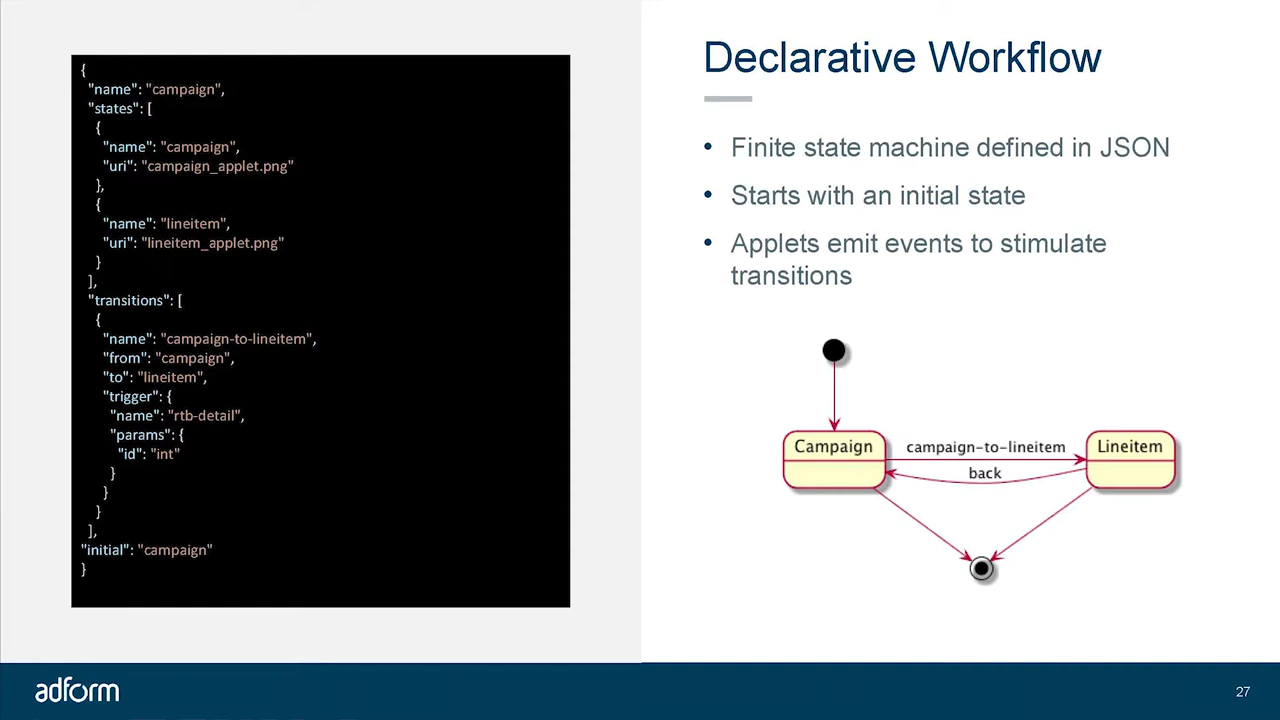 {
"name": "campaign",
"states": [
{
"name": "campaign",
"uri": "campaign_applet.png"
},
{
"name": "lineitem",
"uri": "lineitem_applet.png"
}
],
"transitions": [
{
"name": "campaign-to-lineitem",
"from": "campaign",
"to": "lineitem",
"trigger": {
"name": "rtb-detail",
"params": {
"id": "int"
}
}
}
],
"initial": "campaign"
}
Declarative Workflow
• Finite state machine defined in JSON
• Starts with an initial state
• Applets emit events to stimulate
transitions
Campaign
campaign-to-lineitem
Lineitem
back
adform
27